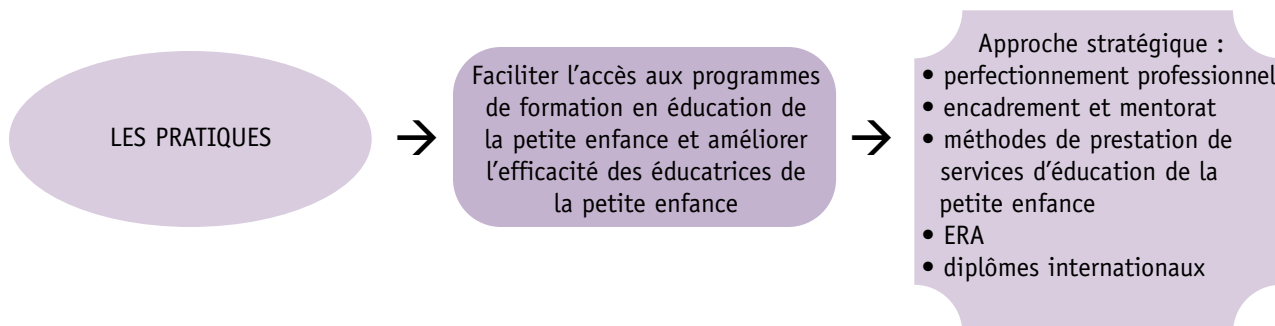 LES PRATIQUES
Faciliter l'accès aux programmes
de formation en éducation de
la petite enfance et améliorer
l'efficacité des éducatrices de
la petite enfance
Approche stratégique :
• perfectionnement professionnel
• encadrement et mentorat
• méthodes de prestation de
services d'éducation de la
petite enfance
• ERA
• diplômes internationaux